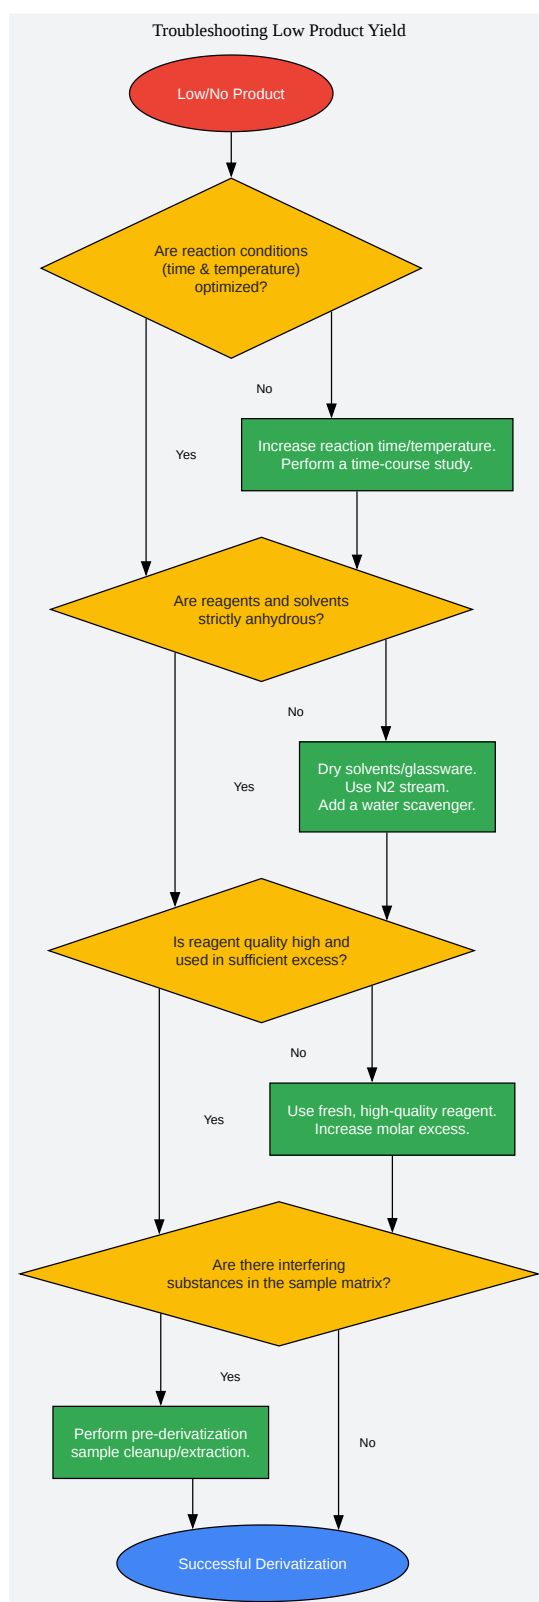 Troubleshooting Low Product Yield
Low/No Product
Are reaction conditions
(time & temperature)
optimized?
No
Increase reaction time/temperature.
Perform a time-course study.
Yes
Are reagents and solvents
strictly anhydrous?
No
Dry solvents/glassware.
Use N2 stream.
Add a water scavenger.
Yes
Is reagent quality high and
used in sufficient excess?
No
Use fresh, high-quality reagent.
Increase molar excess.
Yes
Are there interfering
substances in the sample matrix?
Yes
Perform pre-derivatization
sample cleanup/extraction.
No
Successful Derivatization